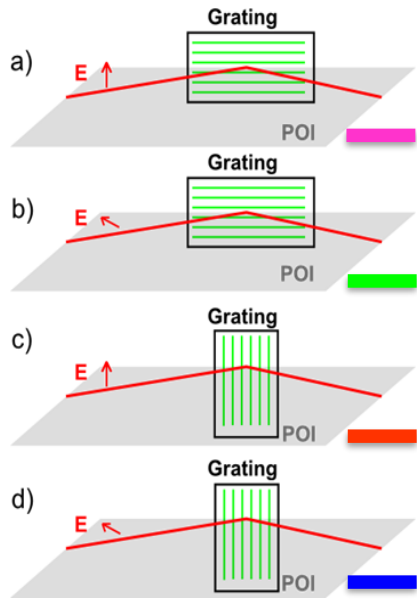 Grating
a)
E
POI
Grating
b)
E
POI
Grating
c)
E
POI
Grating
d)
E
POI